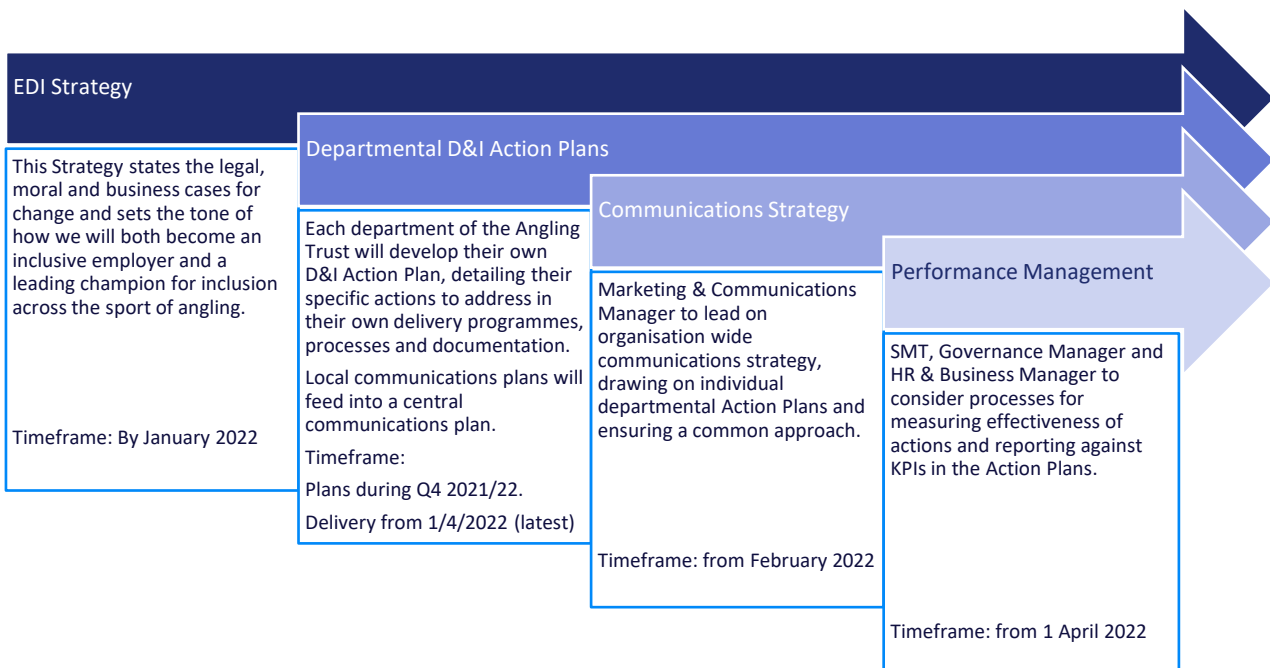 EDI Strategy
This Strategy states the legal,
moral and business cases for
change and sets the tone of
how we will both become an
inclusive employer and a
leading champion for inclusion
across the sport of angling.
Timeframe: By January 2022
Departmental D&I Action Plans
Each department of the Angling
Trust will develop their own
D&I Action Plan, detailing their
specific actions to address in
their own delivery programmes,
processes and documentation.
Local communications plans will
feed into a central
communications plan.
Timeframe:
Plans during Q4 2021/22.
Delivery from 1/4/2022 (latest)
Communications Strategy
Marketing & Communications
Manager to lead on
organisation wide
communications strategy,
drawing on individual
departmental Action Plans and
ensuring a common approach.
Timeframe: from February 2022
Performance Management
SMT, Governance Manager and
HR & Business Manager to
consider processes for
measuring effectiveness of
actions and reporting against
KPIs in the Action Plans.
Timeframe: from 1 April 2022